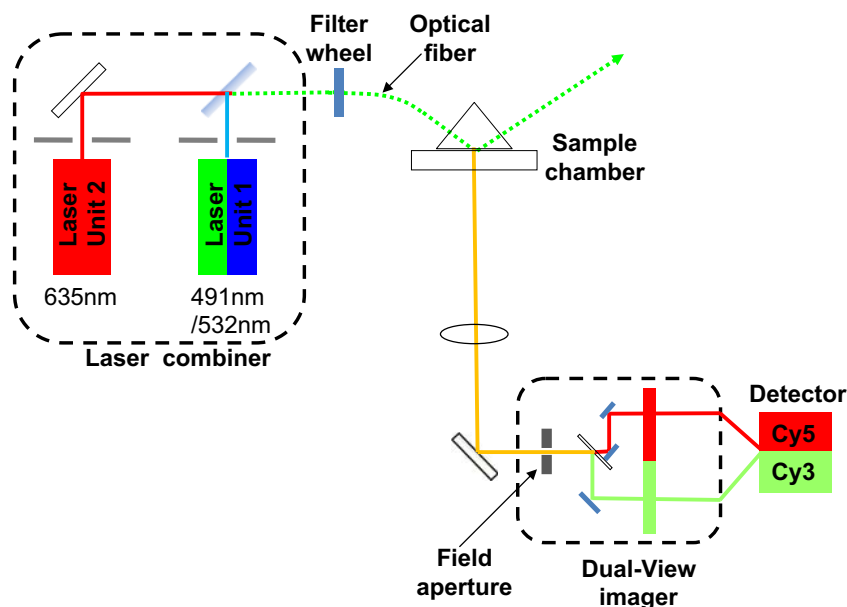 Filter
wheel
Optical
fiber
Sample
chamber
Laser
Unit 2
Laser
Unit 1
635nm
491nm
/532nm
Laser combiner
Detector
Cy5
Cy3
Field
aperture
Dual-View
imager